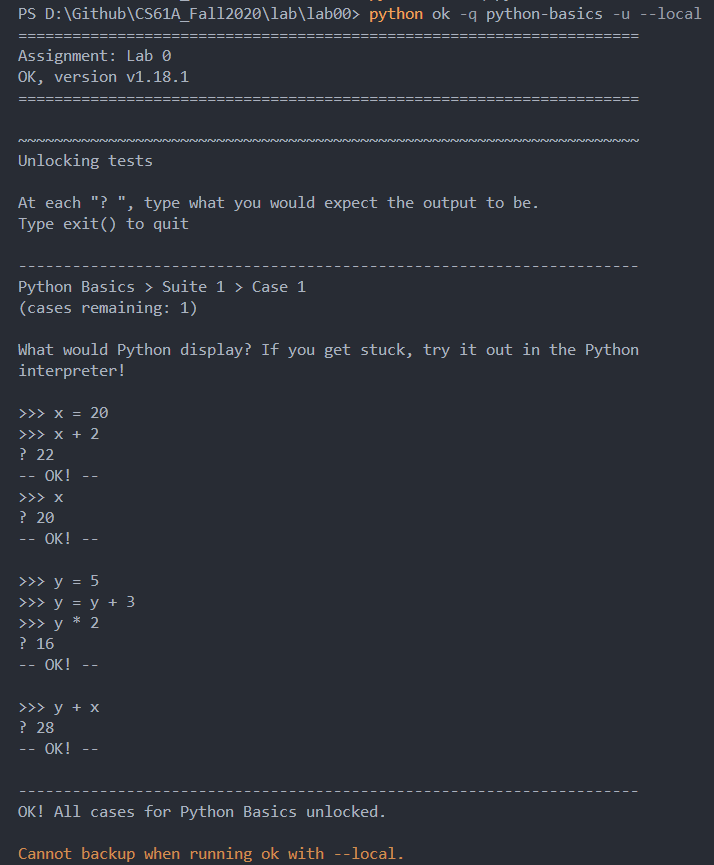 PS D:\Github\CS61A_Fall2020\lab\lab00> python ok -q python-basics -u --local
=====================================================================
Assignment: Lab 0
OK, version v1.18.1
=====================================================================
~~~~~~~~~~~~~~~~~~~~~~~~~~~~~~~~~~~~~~~~~~~~~~~~~~~~~~~~~~~~~~~~~~~~~
Unlocking tests
At each "? ", type what you would expect the output to be.
Type exit() to quit
---------------------------------------------------------------------
Python Basics > Suite 1 > Case 1
(cases remaining: 1)
What would Python display? If you get stuck, try it out in the Python
interpreter!
>>> x = 20
>>> x + 2
? 22
-- OK! --
>>> x
? 20
-- OK! --
>>> y = 5
>>> y = y + 3
>>> y * 2
? 16
-- OK! --
>>> y + x
? 28
-- OK! --
---------------------------------------------------------------------
OK! All cases for Python Basics unlocked.
Cannot backup when running ok with --local.